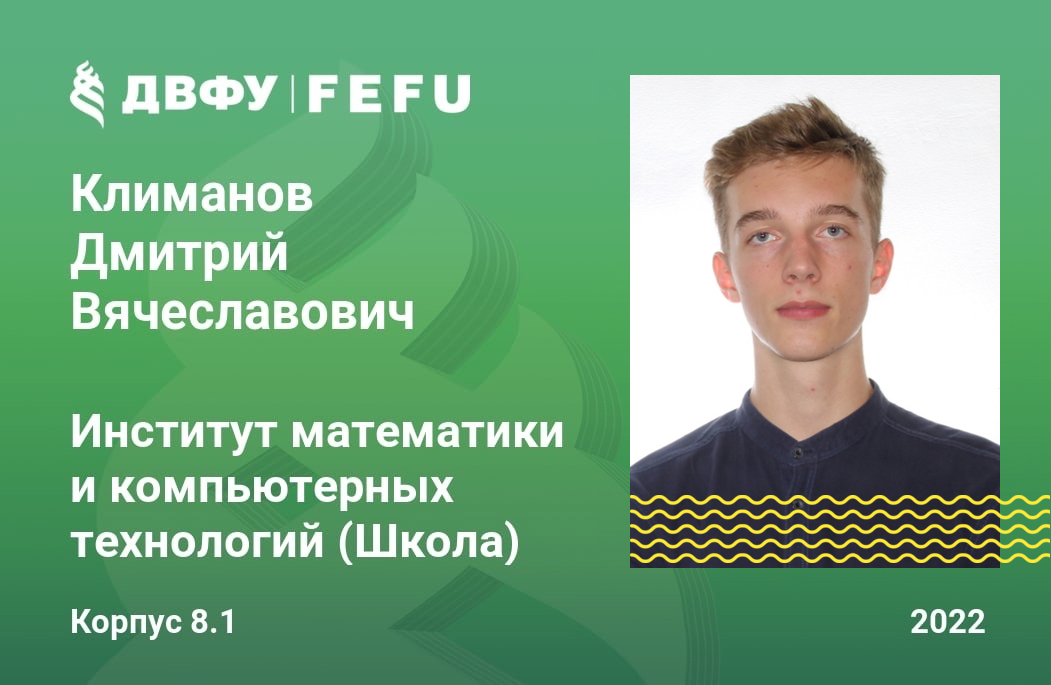 ДВФУ | FEFU
Климанов
Дмитрий
Вячеславович
Институт математики
и компьютерных
технологий (Школа)
Корпус 8.1
2022